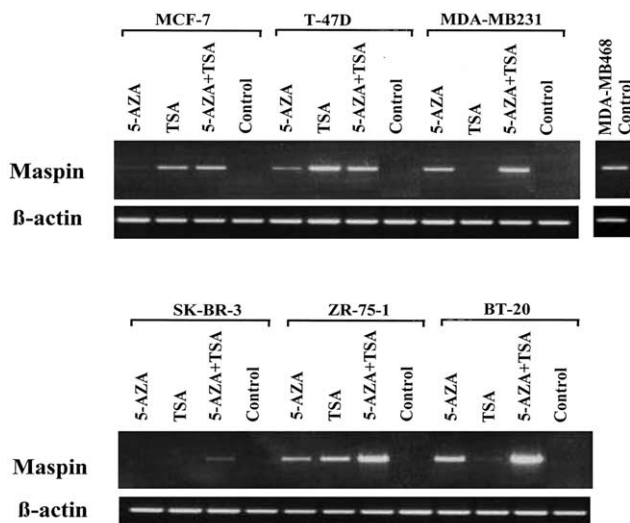 MCF-7 T-47D MDA-MB231
5-AZA TSA 5-AZA+TSA Control 5-AZA TSA 5-AZA+TSA Control 5-AZA TSA 5-AZA+TSA Control MDA-MB468 Control
Maspin
ß-actin
SK-BR-3 ZR-75-1 BT-20
5-AZA TSA 5-AZA+TSA Control 5-AZA TSA 5-AZA+TSA Control 5-AZA TSA 5-AZA+TSA Control
Maspin
ß-actin